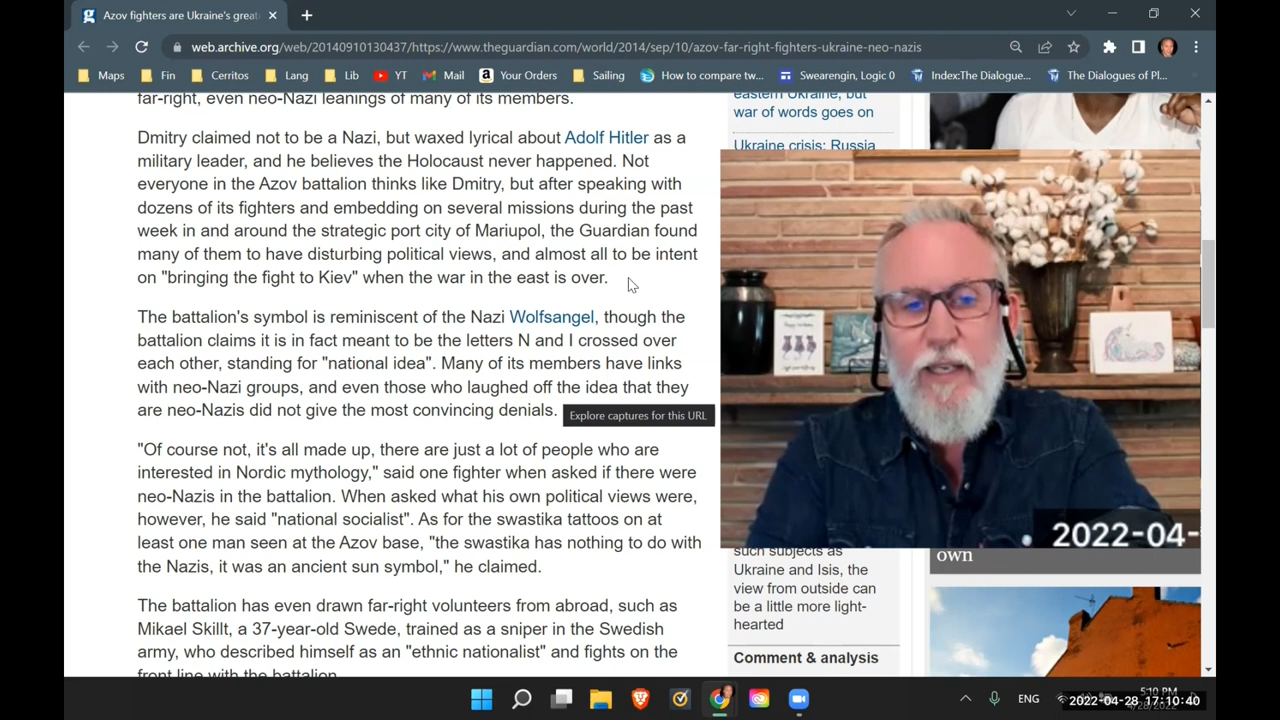 Azov fighters are Ukraine's great
web.archive.org/web/20140910130437/https://www.theguardian.com/world/2014/sep/10/azov-far-right-fighters-ukraine-neo-nazis
Maps Fin Cerritos Lang Lib YT Mail Your Orders Sailing How to compare tw... Swearengin, Logic 0 Index:The Dialogue... The Dialogues of Pl...
far-right, even neo-Nazi leanings of many of its members.
Dmitry claimed not to be a Nazi, but waxed lyrical about Adolf Hitler as a
military leader, and he believes the Holocaust never happened. Not
everyone in the Azov battalion thinks like Dmitry, but after speaking with
dozens of its fighters and embedding on several missions during the past
week in and around the strategic port city of Mariupol, the Guardian found
many of them to have disturbing political views, and almost all to be intent
on "bringing the fight to Kiev" when the war in the east is over.
The battalion's symbol is reminiscent of the Nazi Wolfsangel, though the
battalion claims it is in fact meant to be the letters N and I crossed over
each other, standing for "national idea". Many of its members have links
with neo-Nazi groups, and even those who laughed off the idea that they
are neo-Nazis did not give the most convincing denials.
Explore captures for this URL
"Of course not, it's all made up, there are just a lot of people who are
interested in Nordic mythology," said one fighter when asked if there were
neo-Nazis in the battalion. When asked what his own political views were,
however, he said "national socialist". As for the swastika tattoos on at
least one man seen at the Azov base, "the swastika has nothing to do with
the Nazis, it was an ancient sun symbol," he claimed.
The battalion has even drawn far-right volunteers from abroad, such as
Mikael Skillt, a 37-year-old Swede, trained as a sniper in the Swedish
army, who described himself as an "ethnic nationalist" and fights on the
front line with the battalion.
eastern Ukraine, but
war of words goes on
Ukraine crisis: Russia
2022-04-
such subjects as
Ukraine and Isis, the
view from outside can
be a little more light-
hearted
Comment & analysis
own
ENG
5:10 PM
4/28/2022
2022-04-28 17:10:40